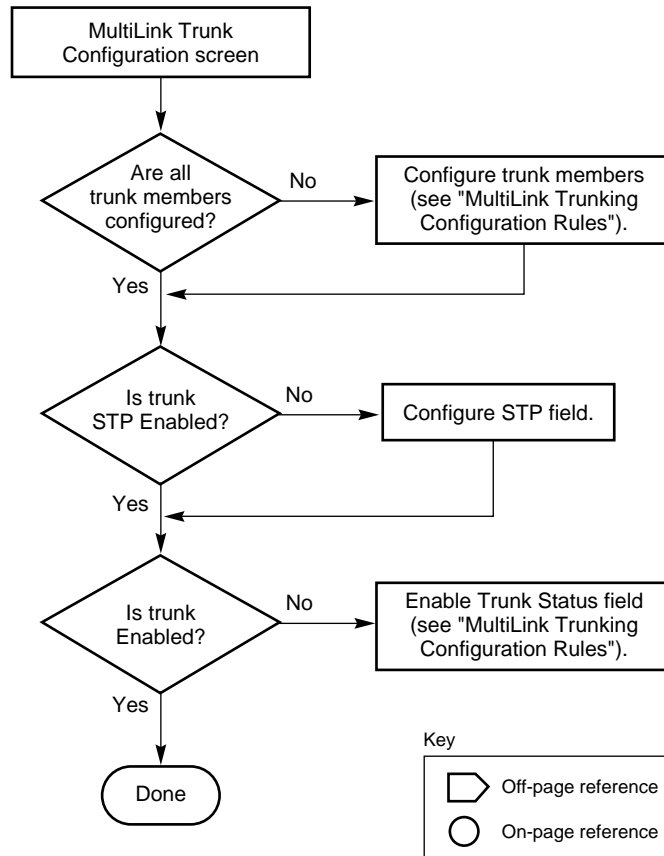 MultiLink Trunk
Configuration screen
Are all
trunk members
configured?
No
Configure trunk members
(see "MultiLink Trunking
Configuration Rules").
Yes
Is trunk
STP Enabled?
No
Configure STP field.
Yes
Is trunk
Enabled?
No
Enable Trunk Status field
(see "MultiLink Trunking
Configuration Rules").
Yes
Done
Key
Off-page reference
On-page reference